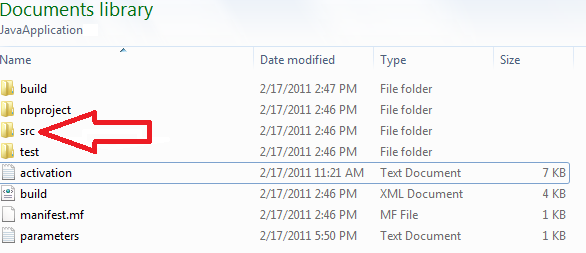 Documents library
JavaApplication
Name Date modified Type Size
build 2/17/2011 2:47 PM File folder
nbproject 2/17/2011 2:46 PM File folder
src 2/17/2011 2:46 PM File folder
test 2/17/2011 2:46 PM File folder
activation 2/17/2011 11:21 AM Text Document 7 KB
build 2/17/2011 2:46 PM XML Document 4 KB
manifest.mf 2/17/2011 2:46 PM MF File 1 KB
parameters 2/17/2011 5:50 PM Text Document 1 KB